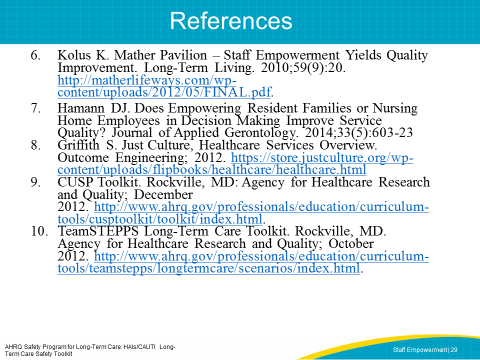 References
6. Kolus K. Mather Pavilion – Staff Empowerment Yields Quality
Improvement. Long-Term Living. 2010;59(9):20.
http://matherlifeways.com/wp-
content/uploads/2012/05/FINAL.pdf.
7. Hamann DJ. Does Empowering Resident Families or Nursing
Home Employees in Decision Making Improve Service
Quality? Journal of Applied Gerontology. 2014;33(5):603-23
8. Griffith S. Just Culture, Healthcare Services Overview.
Outcome Engineering; 2012. https://store.justculture.org/wp-
content/uploads/flipbooks/healthcare/healthcare.html
9. CUSP Toolkit. Rockville, MD: Agency for Healthcare Research
and Quality; December
2012. http://www.ahrq.gov/professionals/education/curriculum-
tools/cusptoolkit/toolkit/index.html.
10. TeamSTEPPS Long-Term Care Toolkit. Rockville, MD.
Agency for Healthcare Research and Quality; October
2012. http://www.ahrq.gov/professionals/education/curriculum-
tools/teamstepps/longtermcare/scenarios/index.html.
AHRQ Safety Program for Long-Term Care: HAIs/CAUTI Long-
Term Care Safety Toolkit
Staff Empowerment| 29